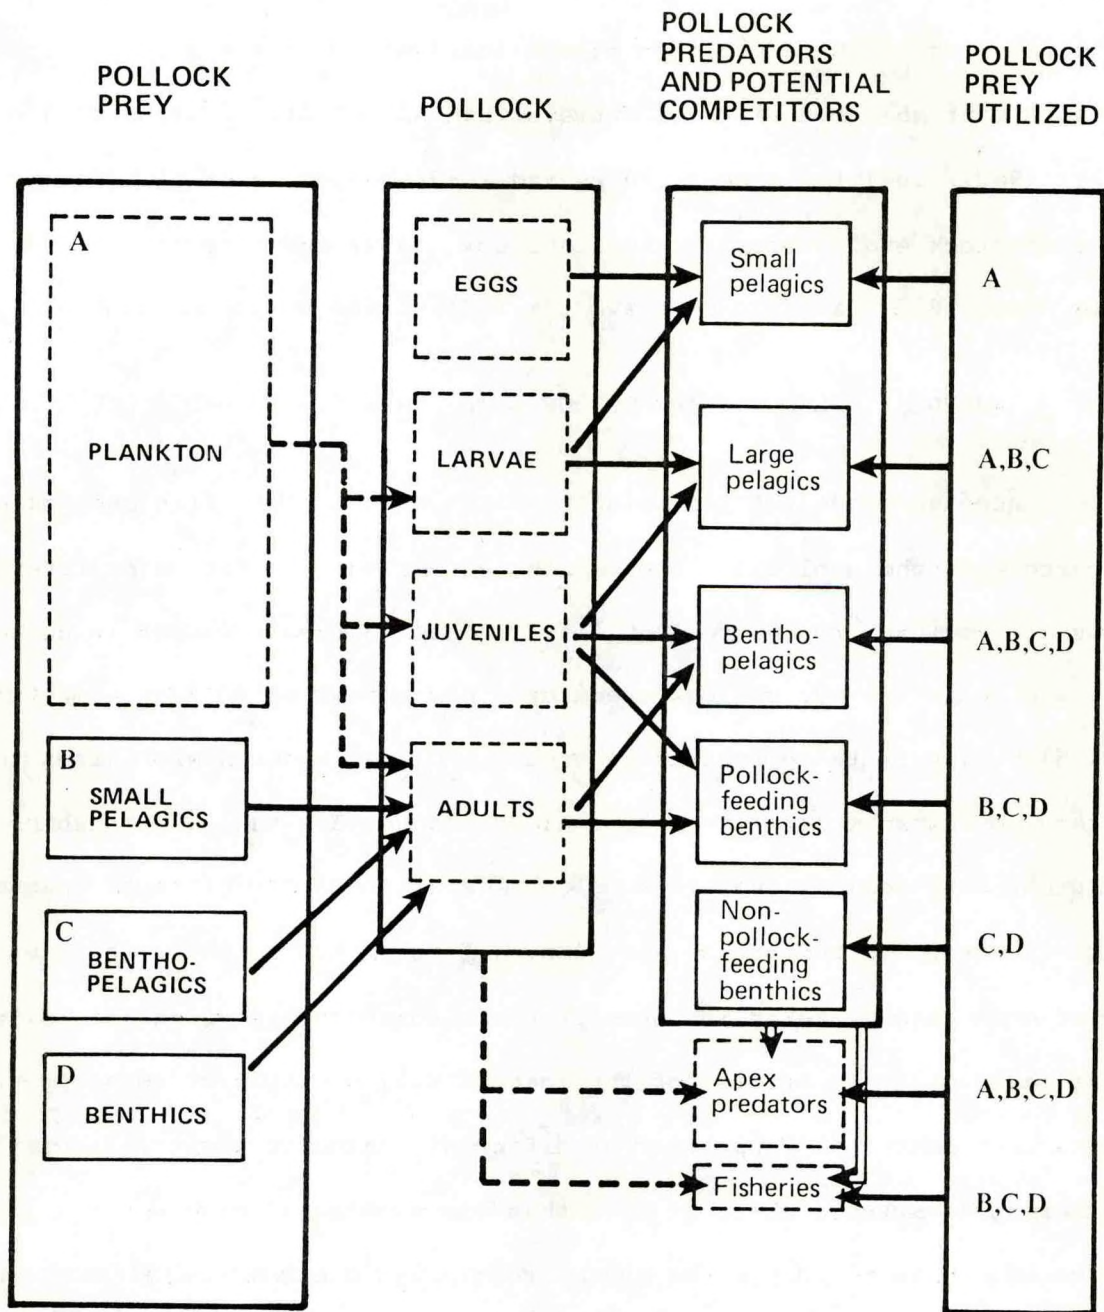 POLLOCK
PREY
POLLOCK
POLLOCK
PREDATORS
AND POTENTIAL
COMPETITORS
POLLOCK
PREY
UTILIZED
A
PLANKTON
B
SMALL
PELAGICS
C
BENTHO-
PELAGICS
D
BENTHICS
EGGS
LARVAE
JUVENILES
ADULTS
Small
pelagics
Large
pelagics
Bentho-
pelagics
Pollock-
feeding
benthics
Non-
pollock-
feeding
benthics
Apex
predators
Fisheries
A
A,B,C
A,B,C,D
B,C,D
C,D
A,B,C,D
B,C,D